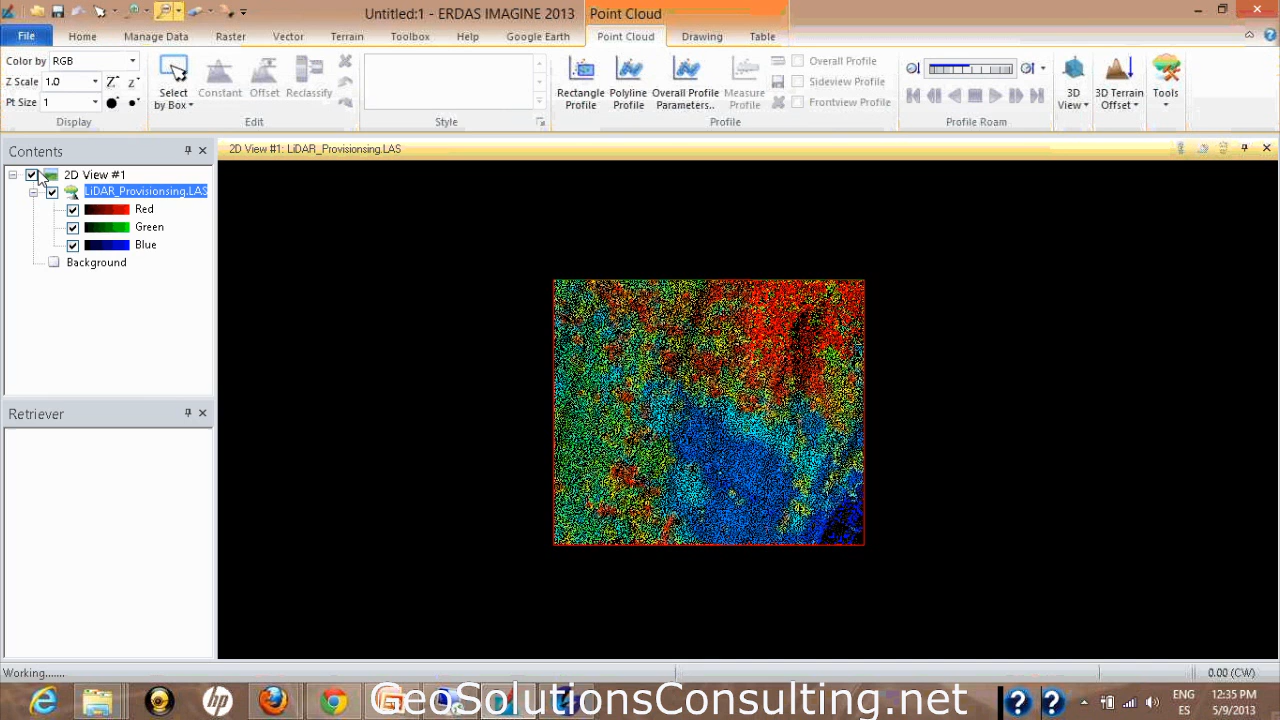 Untitled:1 - ERDAS IMAGINE 2013
Point Cloud
File
Home
Manage Data
Raster
Vector
Terrain
Toolbox
Help
Google Earth
Point Cloud
Drawing
Table
Color by RGB
Z Scale 1.0
Pt Size 1
Display
Select
by Box
Constant
Offset
Reclassify
Edit
Style
Rectangle
Profile
Polyline
Profile
Overall Profile
Parameters..
Measure
Profile
Overall Profile
Sideview Profile
Frontview Profile
Profile
Profile Roam
3D
View
3D Terrain
Offset
Tools
Contents
2D View #1
LiDAR_Provisionsing.LAS
Red
Green
Blue
Background
Retriever
2D View #1: LiDAR_Provisionsing.LAS
Working.......
0.00 (CW)
GeoSolutionsConsulting.net
ENG
ES
12:35 PM
5/9/2013